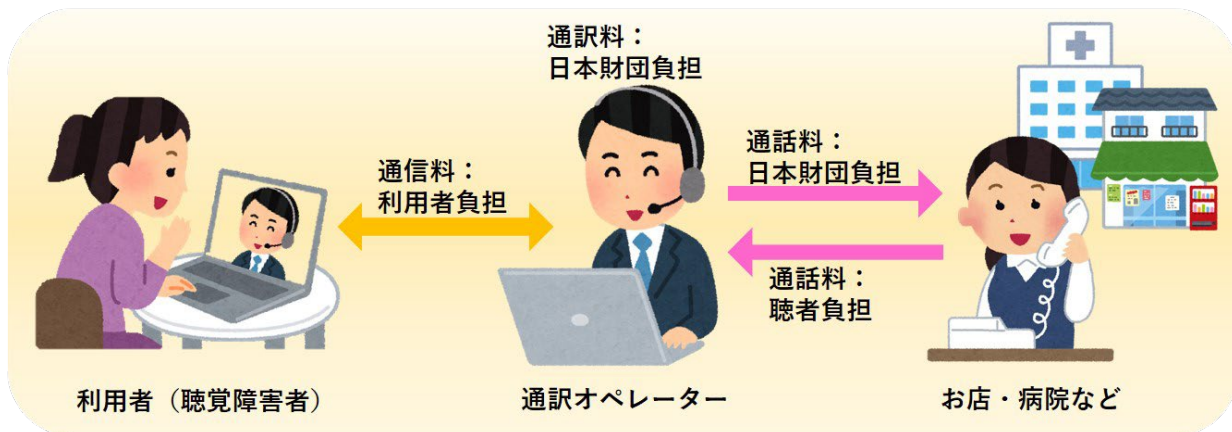 通訳料：
日本財団負担
通信料：
利用者負担
通話料：
日本財団負担
通話料：
聴者負担
利用者（聴覚障害者）
通訳オペレーター
お店・病院など